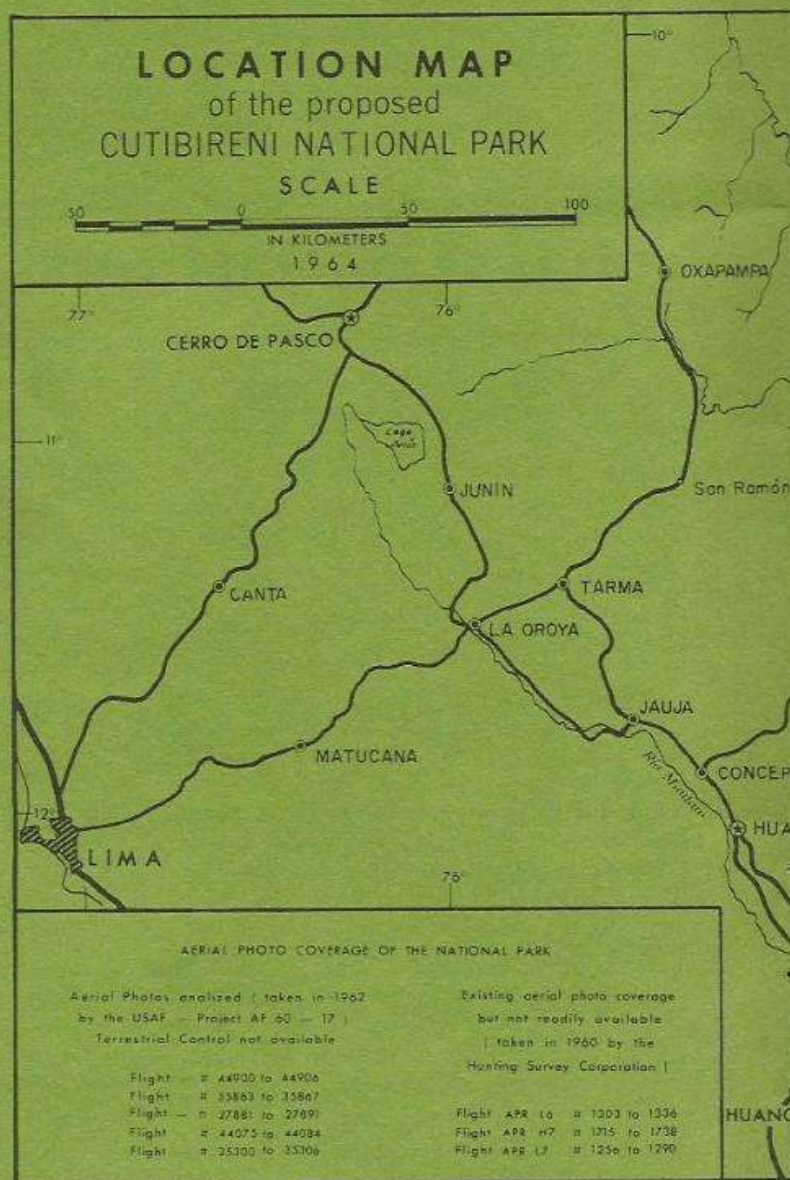 LOCATION MAP
of the proposed
CUTIBIRENI NATIONAL PARK
SCALE
50 0 50 100
IN KILOMETERS
1964
10°
OXAPAMPA
77°
76°
CERRO DE PASCO
11°
Lago
JUNIN
San Ramón
CANTA
TARMA
LA OROYA
JAUJA
MATUCANA
Rio Mantaro
CONCEP
12°
HUA
LIMA
76°
AERIAL PHOTO COVERAGE OF THE NATIONAL PARK
Aerial Photos analized ( taken in 1962
by the USAF — Project AF 60 — 17 )
Terrestrial Control not available
Flight — # A4900 to A4906
Flight — # 35863 to 35867
Flight — # 27881 to 27891
Flight # 44075 to 44084
Flight — # 35300 to 35306
Existing aerial photo coverage
but not readily available
( taken in 1960 by the
Hunting Survey Corporation )
Flight APR L6 # 1303 to 1336
Flight APR H7 # to 1738
Flight APR L7 # 1256 to 1290
HUANC